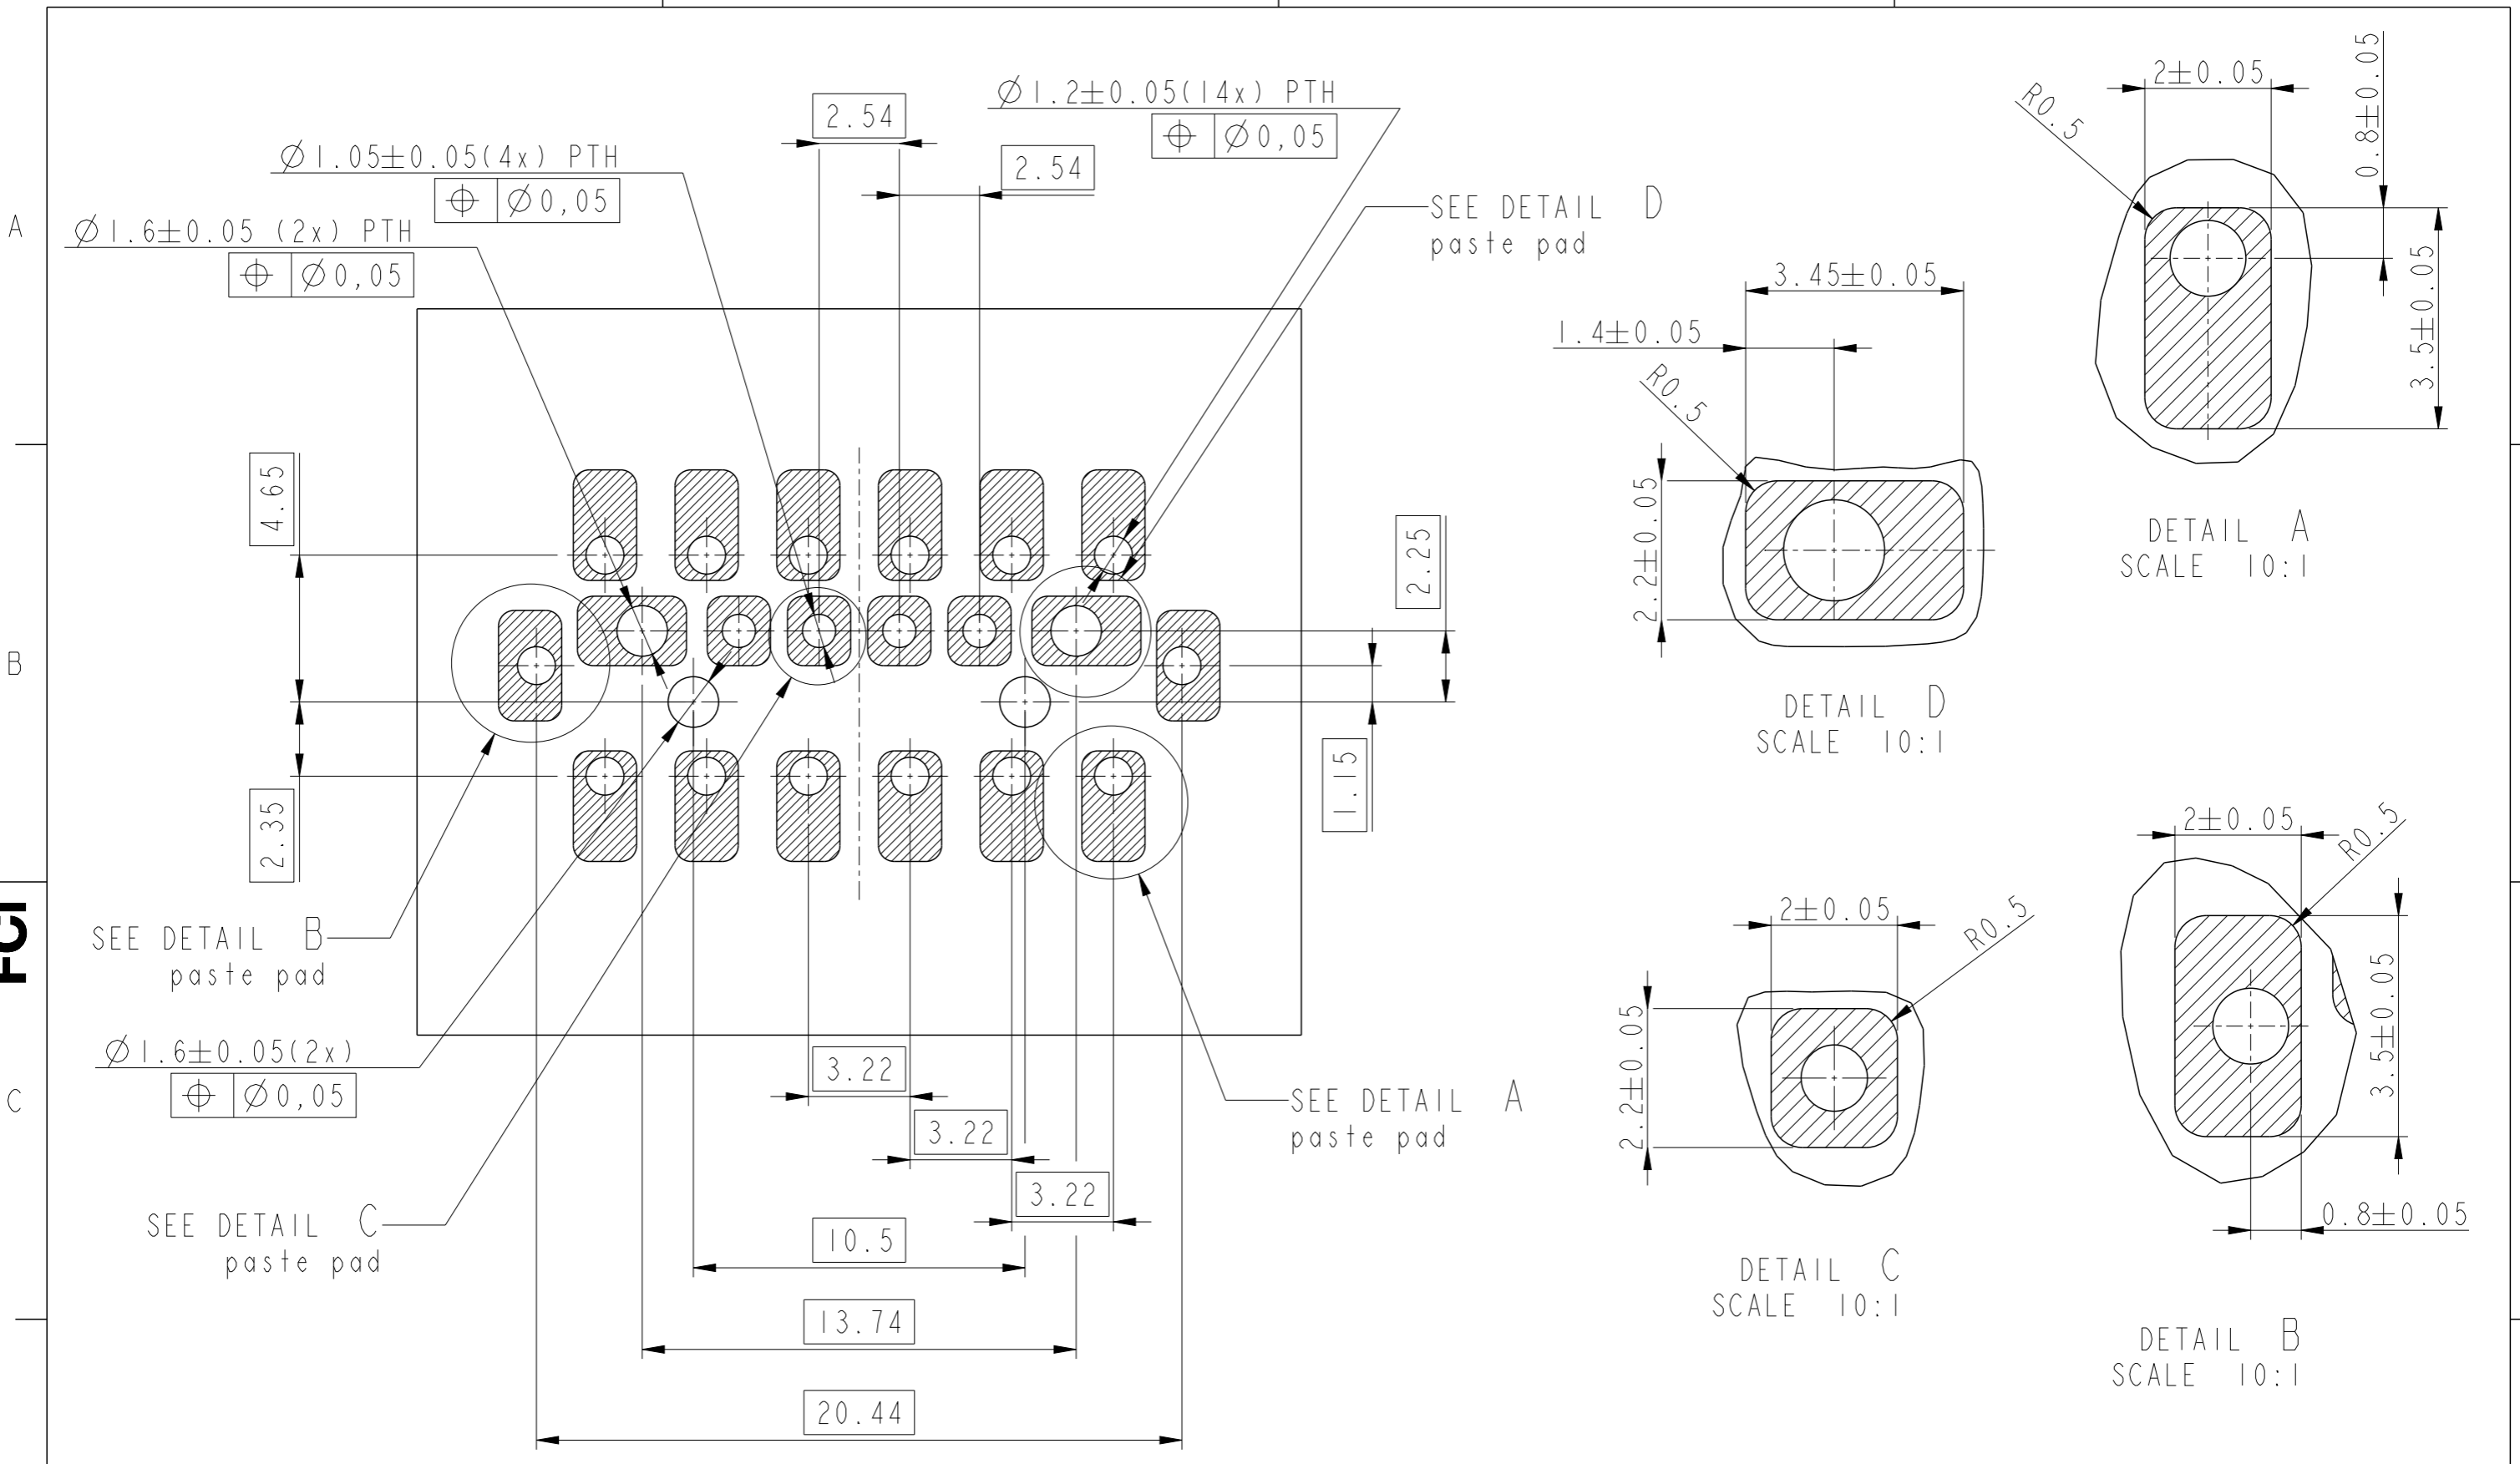 2.54
Ø1.2±0.05(14x) PTH
⌖ Ø0,05
2.54
Ø1.05±0.05(4x) PTH
⌖ Ø0,05
Ø1.6±0.05 (2x) PTH
⌖ Ø0,05
SEE DETAIL D
paste pad
A
4.65
2.25
B
1.15
2.35
SEE DETAIL B
paste pad
FCI
Ø1.6±0.05(2x)
⌖ Ø0,05
C
3.22
3.22
3.22
SEE DETAIL A
paste pad
SEE DETAIL C
paste pad
10.5
13.74
20.44
2±0.05
R0.5
0.8±0.05
3.5±0.05
DETAIL A
SCALE 10:1
3.45±0.05
1.4±0.05
R0.5
2.2±0.05
DETAIL D
SCALE 10:1
2±0.05
R0.5
2.2±0.05
DETAIL C
SCALE 10:1
2±0.05
R0.5
3.5±0.05
0.8±0.05
DETAIL B
SCALE 10:1